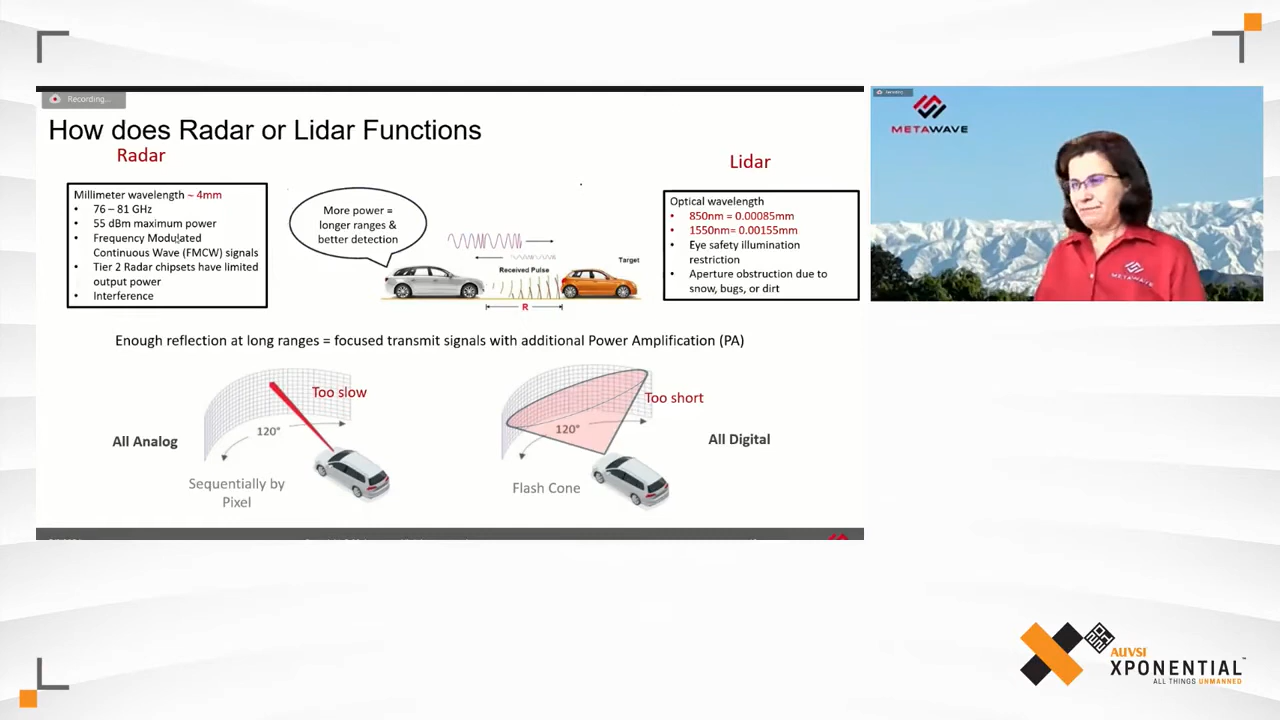 Recording...
How does Radar or Lidar Functions
Radar
Lidar
Millimeter wavelength ~ 4mm
• 76 – 81 GHz
• 55 dBm maximum power
• Frequency Modulated
Continuous Wave (FMCW) signals
• Tier 2 Radar chipsets have limited
output power
• Interference
More power =
longer ranges &
better detection
Received Pulse
Target
R
Optical wavelength
• 850nm = 0.00085mm
• 1550nm= 0.00155mm
• Eye safety illumination
restriction
• Aperture obstruction due to
snow, bugs, or dirt
Enough reflection at long ranges = focused transmit signals with additional Power Amplification (PA)
All Analog
120°
Too slow
Sequentially by
Pixel
120°
Too short
Flash Cone
All Digital
METAWAVE
METAWAVE
AUVSI
XPONENTIAL™
ALL THINGS UNMANNED